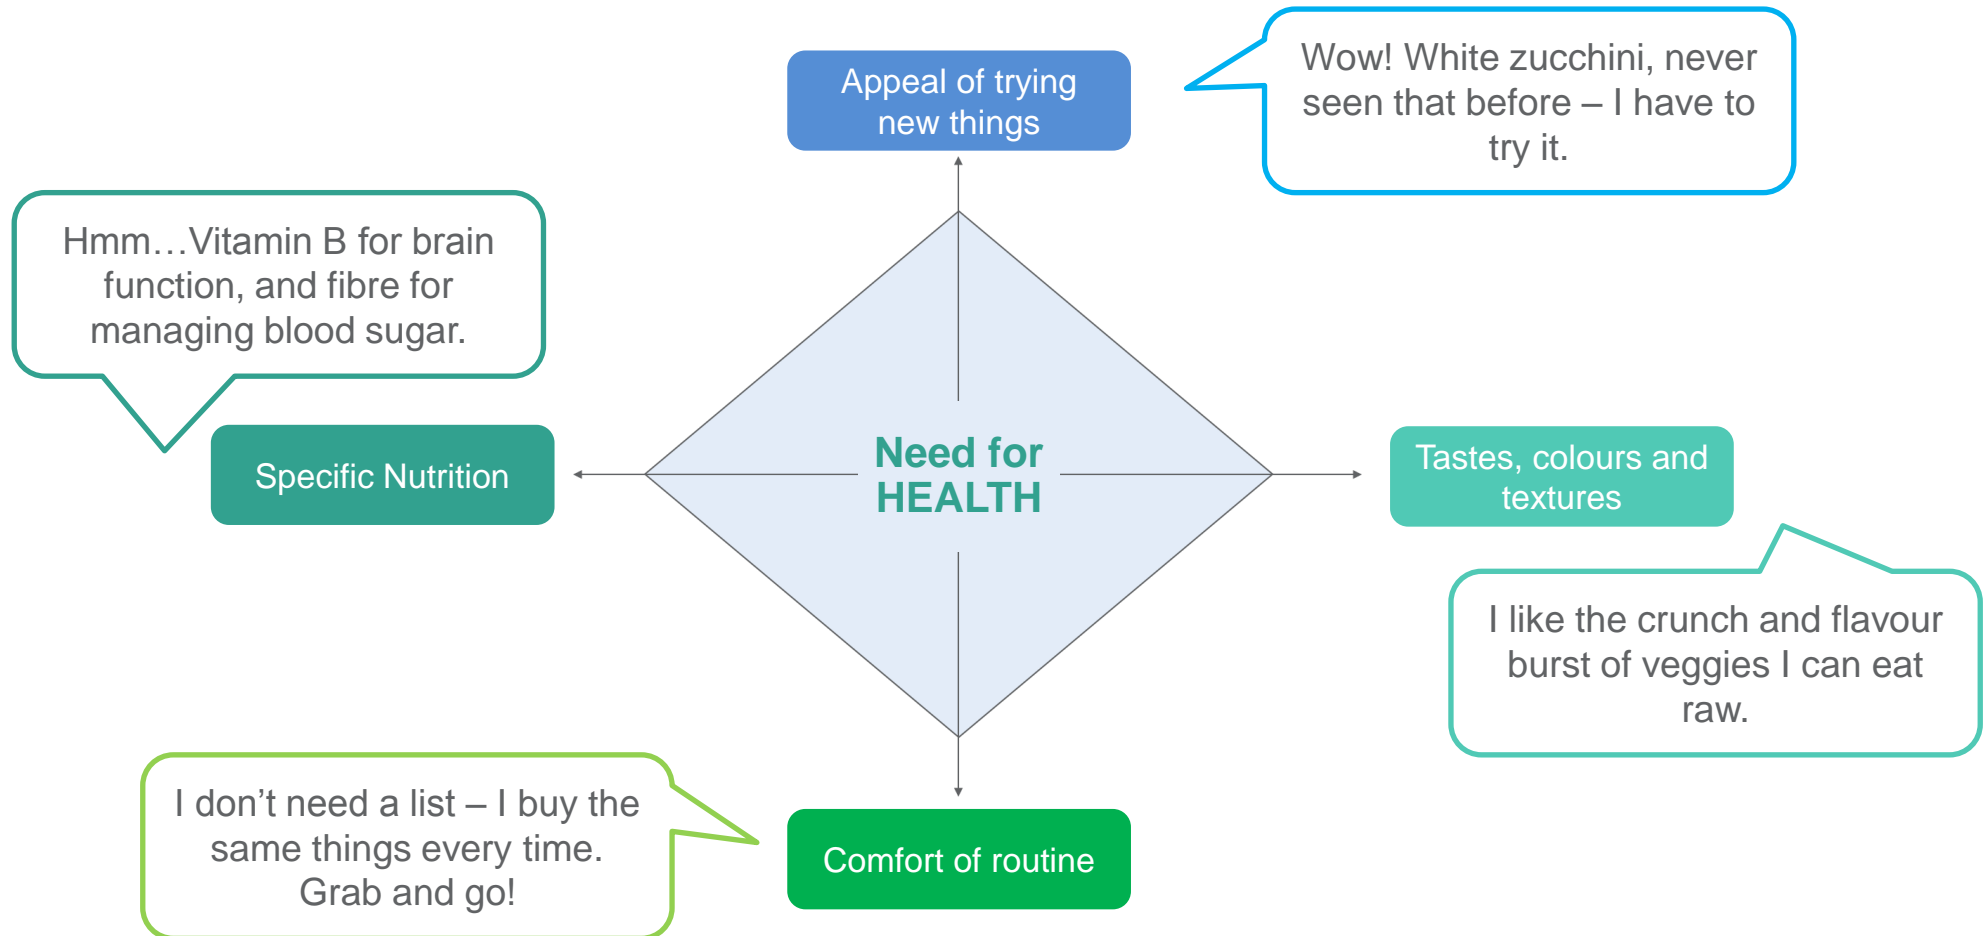 Appeal of trying
new things
Wow! White zucchini, never
seen that before – I have to
try it.
Hmm…Vitamin B for brain
function, and fibre for
managing blood sugar.
Specific Nutrition
Need for
HEALTH
Tastes, colours and
textures
I like the crunch and flavour
burst of veggies I can eat
raw.
I don’t need a list – I buy the
same things every time.
Grab and go!
Comfort of routine